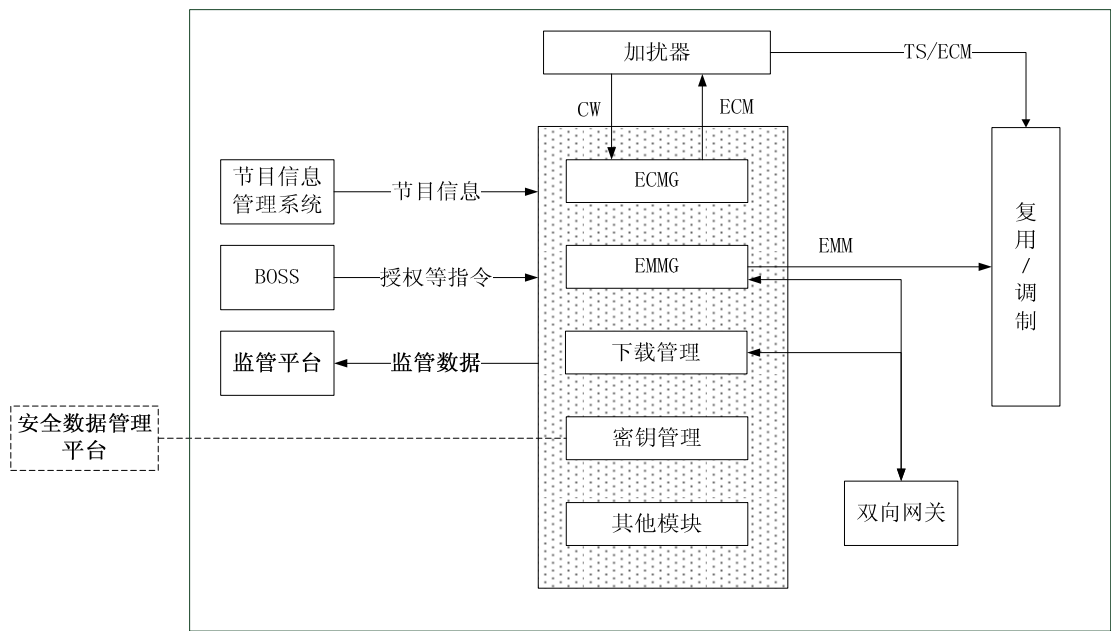 加扰器
TS/ECM
CW
ECM
节目信息
管理系统
节目信息
ECMG
复
用
/
调
制
BOSS
授权等指令
EMMG
EMM
监管平台
监管数据
下载管理
安全数据管理
平台
密钥管理
双向网关
其他模块